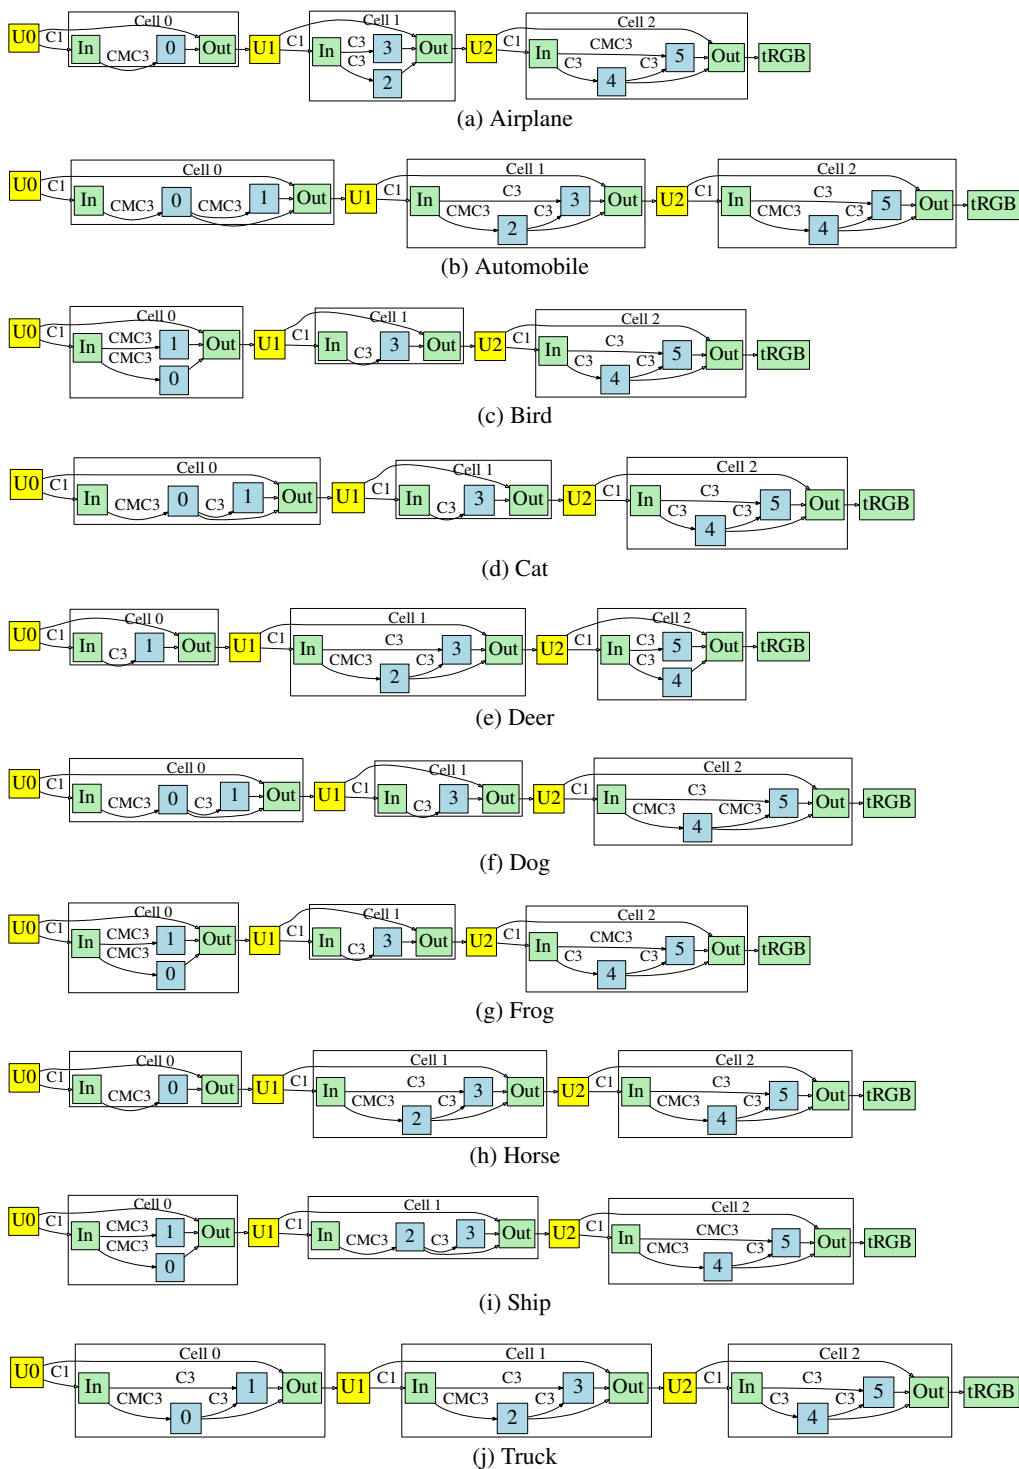 U0 C1 Cell 0 In CMC3 0 Out U1 C1 Cell 1 In C3 3 C3 2 Out U2 C1 Cell 2 In CMC3 C3 4 C3 5 Out tRGB
(a) Airplane
U0 C1 Cell 0 In CMC3 0 CMC3 1 Out U1 C1 Cell 1 In C3 CMC3 2 C3 3 Out U2 C1 Cell 2 In C3 CMC3 4 C3 5 Out tRGB
(b) Automobile
U0 C1 Cell 0 In CMC3 1 CMC3 0 Out U1 C1 Cell 1 In C3 3 Out U2 C1 Cell 2 In C3 C3 4 C3 5 Out tRGB
(c) Bird
U0 C1 Cell 0 In CMC3 0 C3 1 Out U1 C1 Cell 1 In C3 3 Out U2 C1 Cell 2 In C3 C3 4 C3 5 Out tRGB
(d) Cat
U0 C1 Cell 0 In C3 1 Out U1 C1 Cell 1 In C3 CMC3 2 C3 3 Out U2 C1 Cell 2 In C3 5 C3 4 Out tRGB
(e) Deer
U0 C1 Cell 0 In CMC3 0 C3 1 Out U1 C1 Cell 1 In C3 3 Out U2 C1 Cell 2 In C3 CMC3 4 CMC3 5 Out tRGB
(f) Dog
U0 C1 Cell 0 In CMC3 1 CMC3 0 Out U1 C1 Cell 1 In C3 3 Out U2 C1 Cell 2 In CMC3 C3 4 C3 5 Out tRGB
(g) Frog
U0 C1 Cell 0 In CMC3 0 Out U1 C1 Cell 1 In C3 CMC3 2 C3 3 Out U2 C1 Cell 2 In C3 CMC3 4 C3 5 Out tRGB
(h) Horse
U0 C1 Cell 0 In CMC3 1 CMC3 0 Out U1 C1 Cell 1 In CMC3 2 C3 3 Out U2 C1 Cell 2 In CMC3 CMC3 4 C3 5 Out tRGB
(i) Ship
U0 C1 Cell 0 In C3 CMC3 0 C3 1 Out U1 C1 Cell 1 In C3 CMC3 2 C3 3 Out U2 C1 Cell 2 In C3 C3 4 C3 5 Out tRGB
(j) Truck